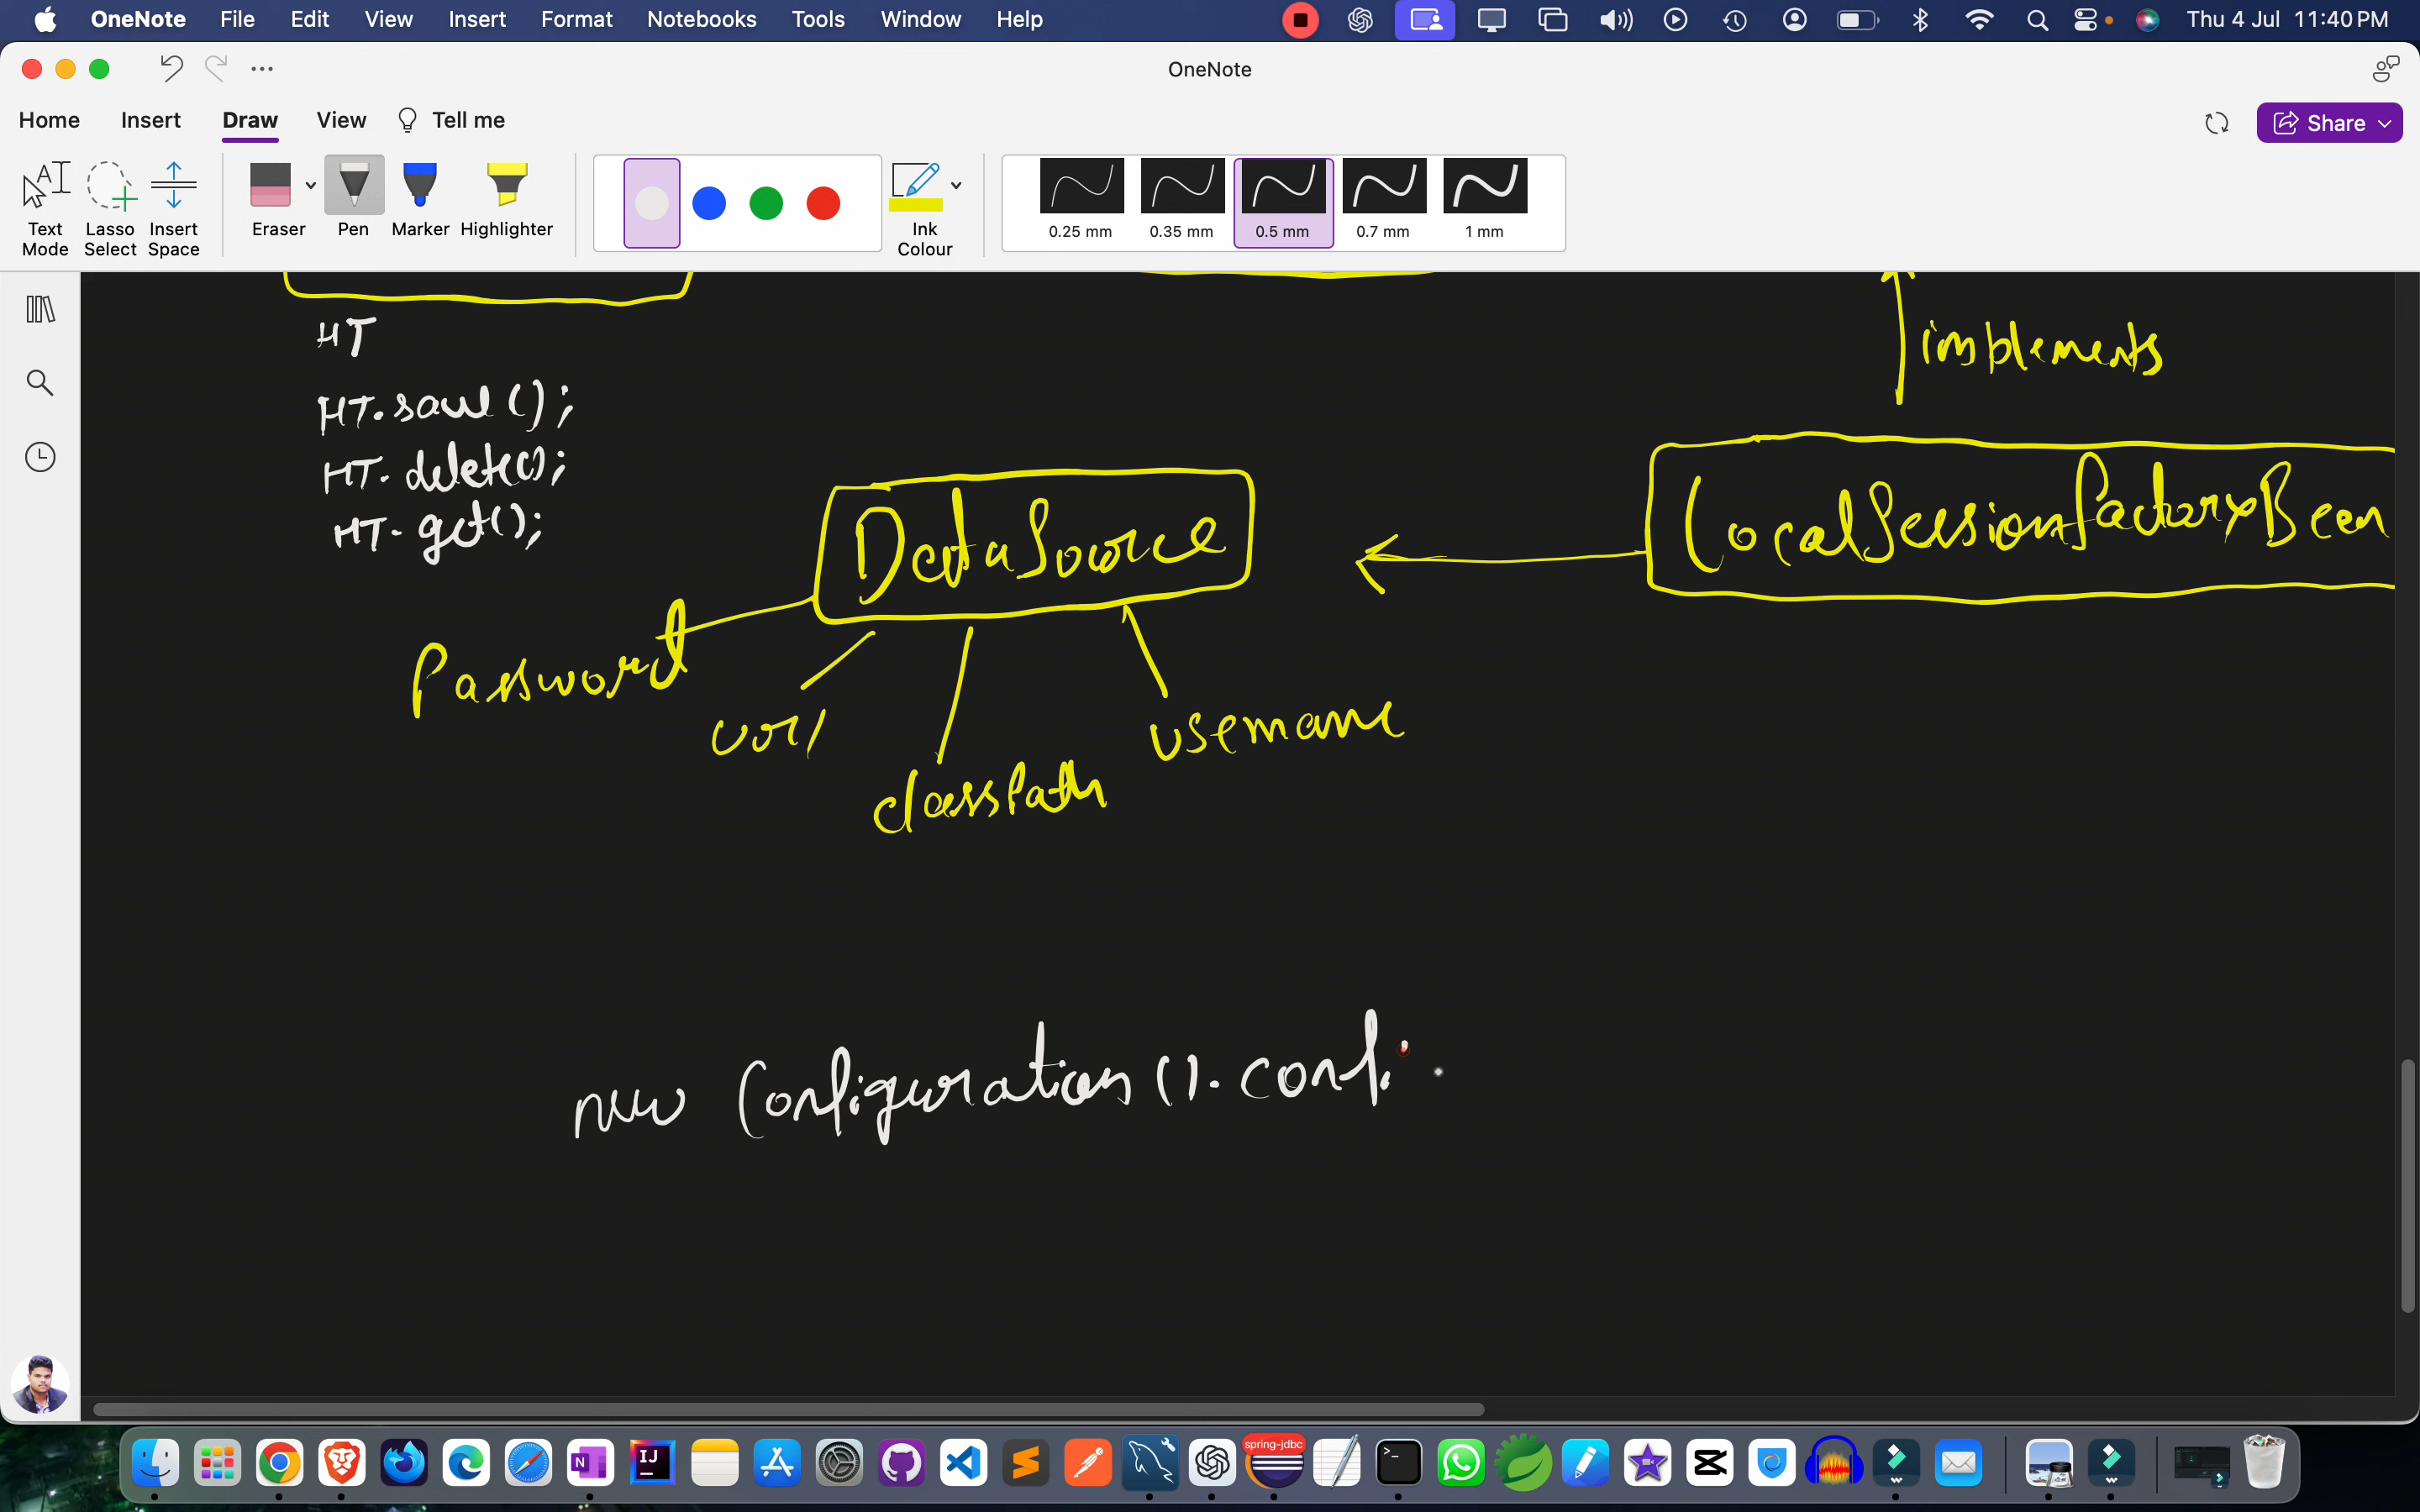 OneNote File Edit View Insert Format Notebooks Tools Window Help Thu 4 Jul 11:40 PM
OneNote
Home Insert Draw View Tell me Share
Text Mode Lasso Select Insert Space Eraser Pen Marker Highlighter Ink Colour 0.25 mm 0.35 mm 0.5 mm 0.7 mm 1 mm
HT
implements
HT.save();
HT.delete();
HT.get();
DataSource
LocalSessionFactoryBean
Password
url
classPath
username
new Configuration().confi
spring-jdbc